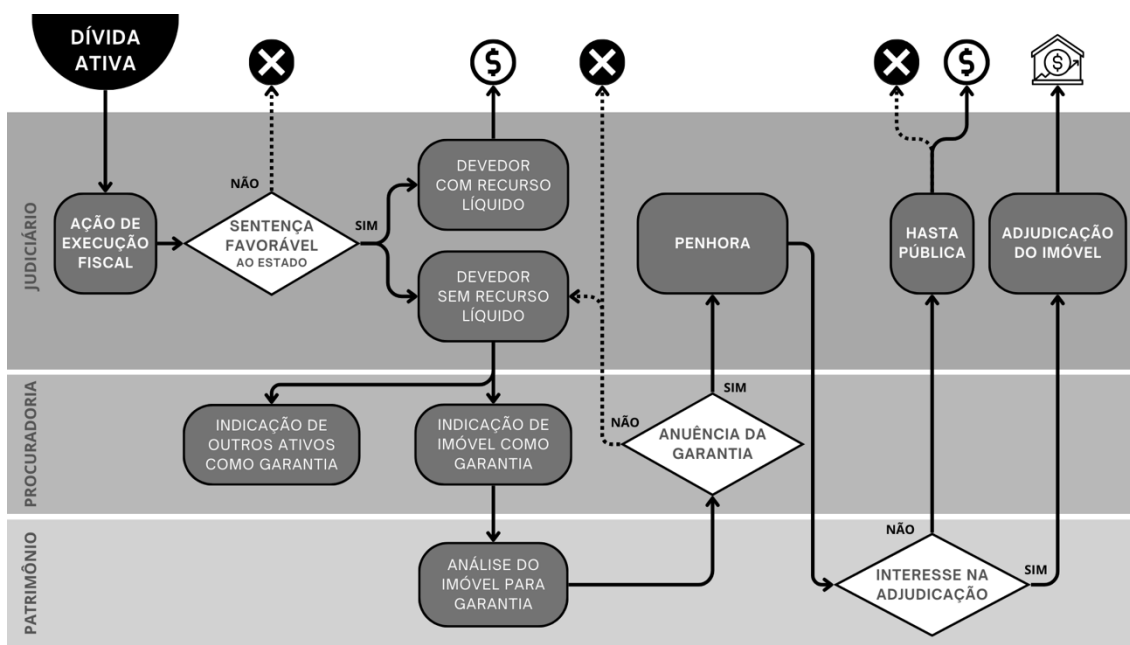 DÍVIDA
ATIVA
JUDICIÁRIO
AÇÃO DE
EXECUÇÃO
FISCAL
NÃO
SENTENÇA
FAVORÁVEL
AO ESTADO
SIM
DEVEDOR
COM RECURSO
LÍQUIDO
DEVEDOR
SEM RECURSO
LÍQUIDO
PENHORA
HASTA
PÚBLICA
ADJUDICAÇÃO
DO IMÓVEL
PROCURADORIA
INDICAÇÃO DE
OUTROS ATIVOS
COMO GARANTIA
INDICAÇÃO DE
IMÓVEL COMO
GARANTIA
NÃO
ANUÊNCIA DA
GARANTIA
SIM
PATRIMÔNIO
ANÁLISE DO
IMÓVEL PARA
GARANTIA
NÃO
INTERESSE NA
ADJUDICAÇÃO
SIM